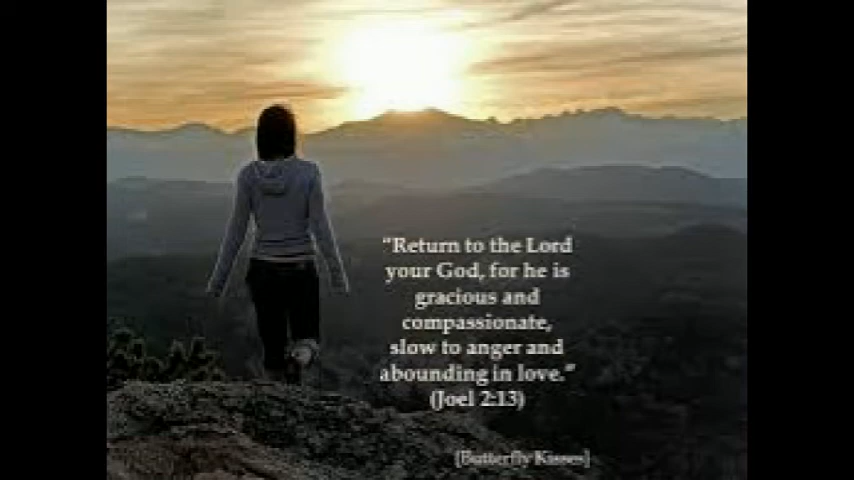 “Return to the Lord
your God, for he is
gracious and
compassionate,
slow to anger and
abounding in love.”
(Joel 2:13)
[Butterfly Kisses]